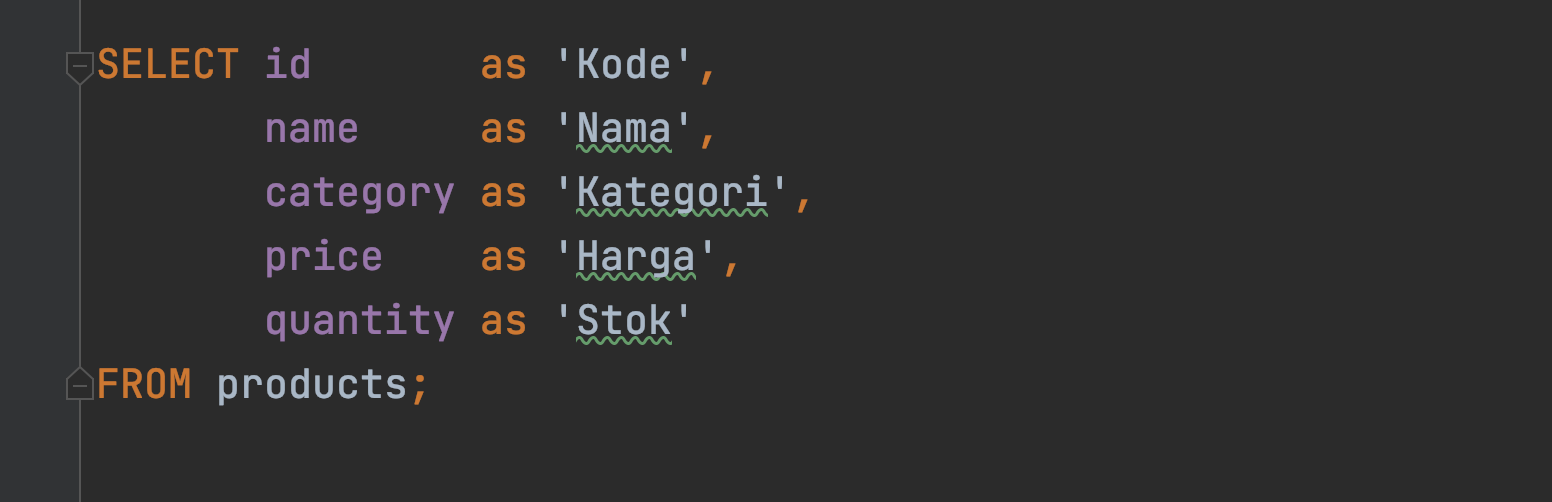 SELECT id       as 'Kode',
       name     as 'Nama',
       category as 'Kategori',
       price    as 'Harga',
       quantity as 'Stok'
FROM products;